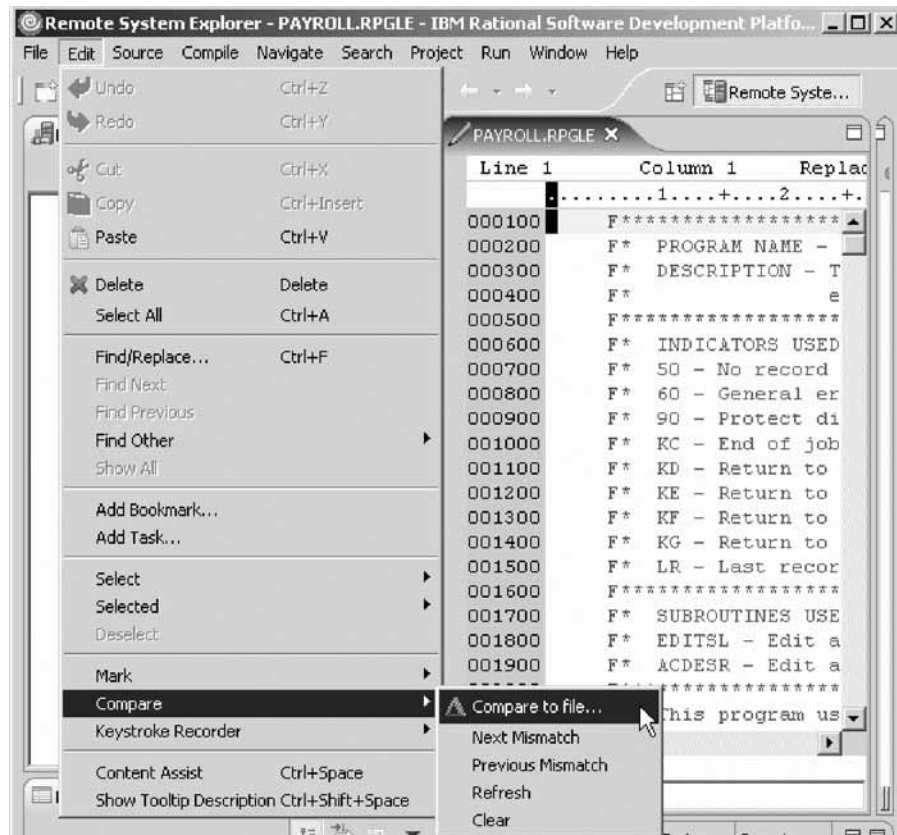 Remote System Explorer - PAYROLL.RPGLE - IBM Rational Software Development Platfo...
File Edit Source Compile Navigate Search Project Run Window Help
Undo Ctrl+Z
Redo Ctrl+Y
Cut Ctrl+X
Copy Ctrl+Insert
Paste Ctrl+V
Delete Delete
Select All Ctrl+A
Find/Replace... Ctrl+F
Find Next
Find Previous
Find Other
Show All
Add Bookmark...
Add Task...
Select
Selected
Deselect
Mark
Compare
Keystroke Recorder
Content Assist Ctrl+Space
Show Tooltip Description Ctrl+Shift+Space
Compare to file...
Next Mismatch
Previous Mismatch
Refresh
Clear
Remote Syste...
PAYROLL.RPGLE
Line 1 Column 1 Replac
.........1....+....2....+.
000100 F******************
000200 F* PROGRAM NAME -
000300 F* DESCRIPTION - T
000400 F* e
000500 F******************
000600 F* INDICATORS USED
000700 F* 50 - No record
000800 F* 60 - General er
000900 F* 90 - Protect di
001000 F* KC - End of job
001100 F* KD - Return to
001200 F* KE - Return to
001300 F* KF - Return to
001400 F* KG - Return to
001500 F* LR - Last recor
001600 F******************
001700 F* SUBROUTINES USE
001800 F* EDITSL - Edit a
001900 F* ACDESR - Edit a
This program us